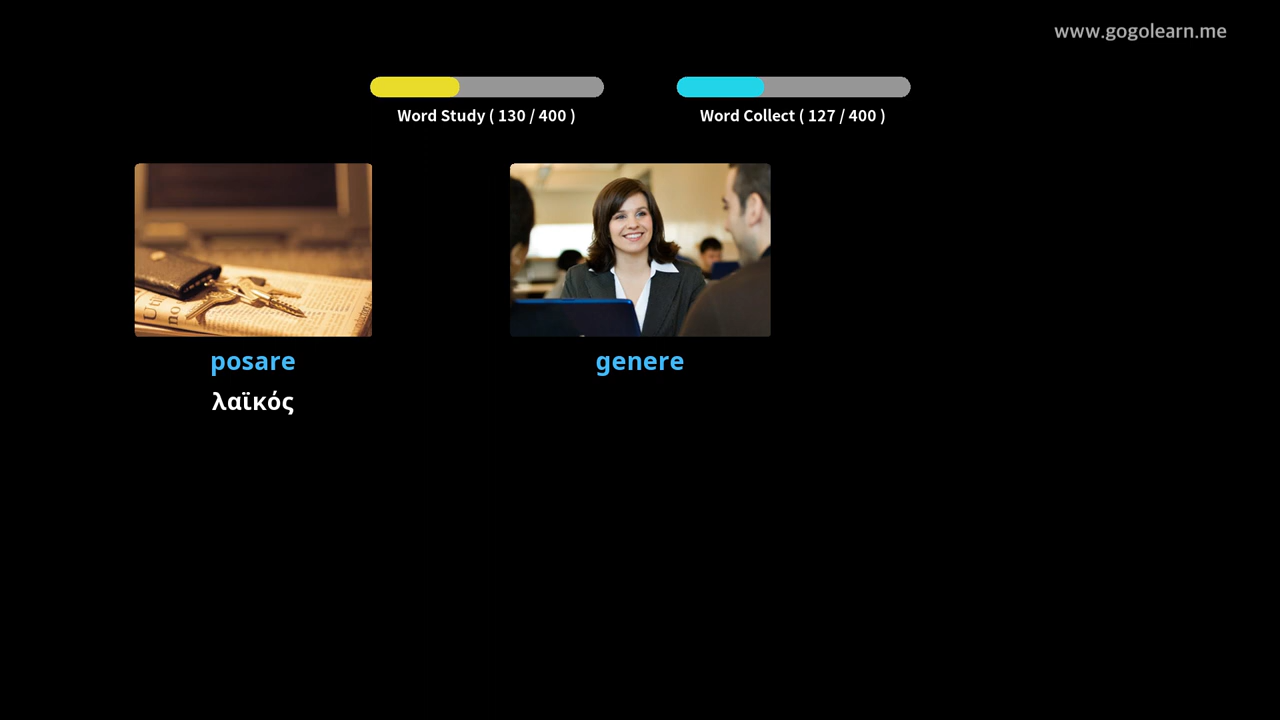 www.gogolearn.me
Word Study ( 130 / 400 )
Word Collect ( 127 / 400 )
posare
λαϊκός
genere